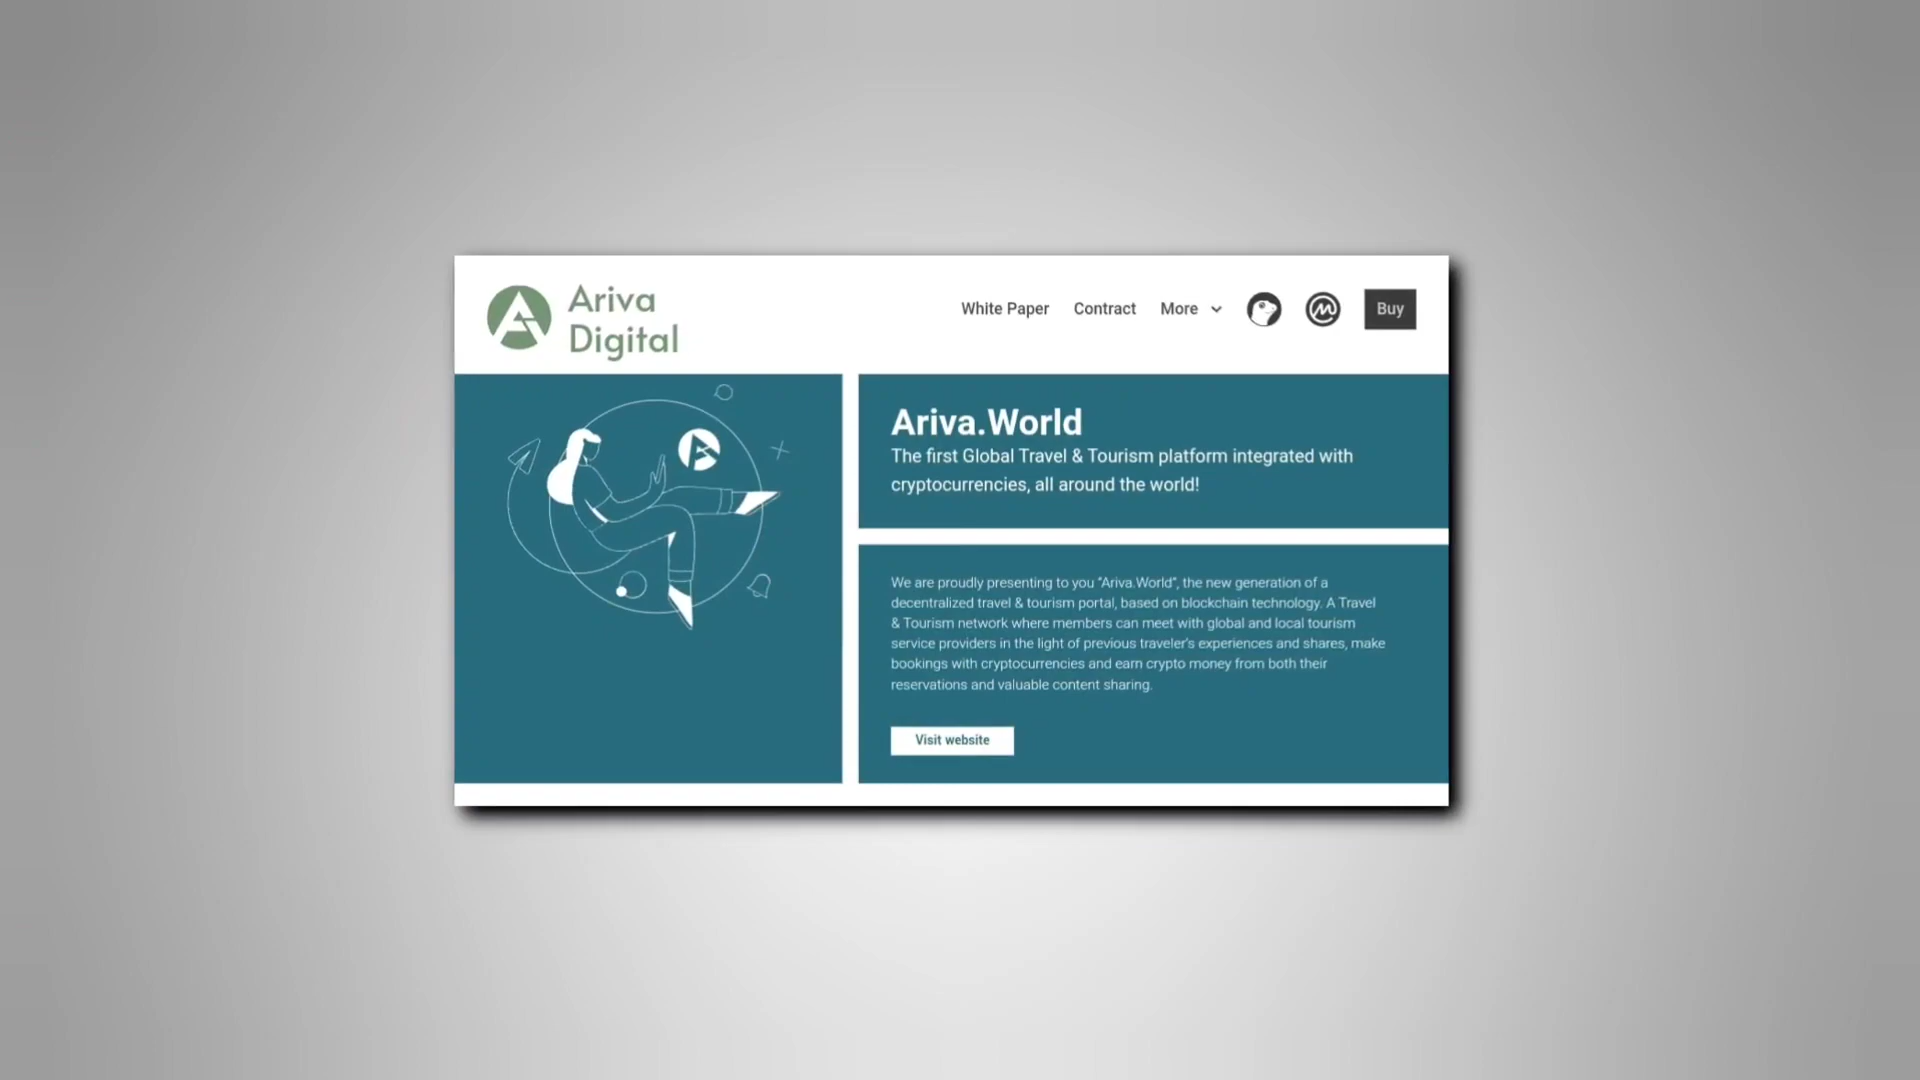 Ariva
Digital
White Paper Contract More Buy
Ariva.World
The first Global Travel & Tourism platform integrated with
cryptocurrencies, all around the world!
We are proudly presenting to you “Ariva.World”, the new generation of a
decentralized travel & tourism portal, based on blockchain technology. A Travel
& Tourism network where members can meet with global and local tourism
service providers in the light of previous traveler's experiences and shares, make
bookings with cryptocurrencies and earn crypto money from both their
reservations and valuable content sharing.
Visit website